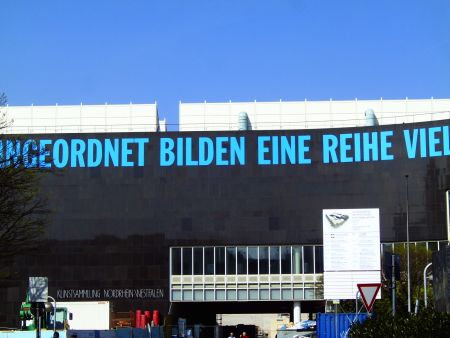 NGEORDNET BILDEN EINE REIHE VIEL
KUNSTSAMMLUNG NORDRHEIN-WESTFALEN